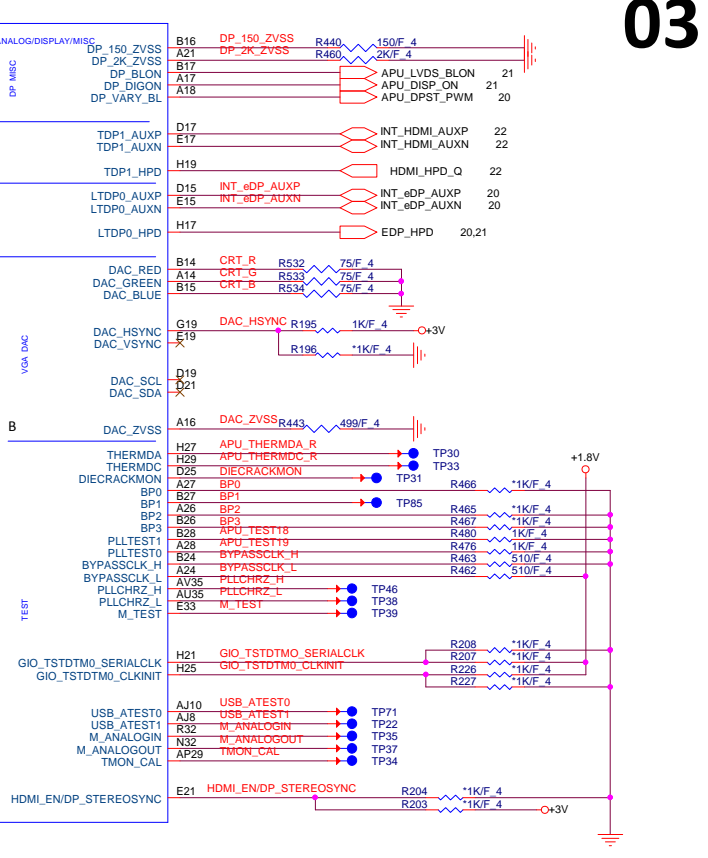 03
ANALOG/DISPLAY/MISC
DP MISC
DP_150_ZVSS B16 DP_150_ZVSS R440 150/F_4
DP_2K_ZVSS A21 DP_2K_ZVSS R460 2K/F_4
DP_BLON B17 APU_LVDS_BLON 21
DP_DIGON A17 APU_DISP_ON 21
DP_VARY_BL A18 APU_DPST_PWM 20
TDP1_AUXP D17 INT_HDMI_AUXP 22
TDP1_AUXN E17 INT_HDMI_AUXN 22
TDP1_HPD H19 HDMI_HPD_Q 22
LTDP0_AUXP D15 INT_eDP_AUXP INT_eDP_AUXP 20
LTDP0_AUXN E15 INT_eDP_AUXN INT_eDP_AUXN 20
LTDP0_HPD H17 EDP_HPD 20,21
VGA DAC
DAC_RED B14 CRT_R R532 75/F_4
DAC_GREEN A14 CRT_G R533 75/F_4
DAC_BLUE B15 CRT_B R534 75/F_4
DAC_HSYNC G19 DAC_HSYNC R195 1K/F_4 +3V
DAC_VSYNC E19
R196 *1K/F_4
DAC_SCL D19
DAC_SDA D21
B
DAC_ZVSS A16 DAC_ZVSS R443 499/F_4
TEST
THERMDA H27 APU_THERMDA_R TP30
THERMDC H29 APU_THERMDC_R TP33
+1.8V
DIECRACKMON D25 DIECRACKMON TP31
BP0 A27 BP0 R466 *1K/F_4
BP1 B27 BP1 TP85
BP2 A26 BP2 R465 *1K/F_4
BP3 B26 BP3 R467 *1K/F_4
PLLTEST1 B28 APU_TEST18 R480 1K/F_4
PLLTEST0 A28 APU_TEST19 R476 1K/F_4
BYPASSCLK_H B24 BYPASSCLK_H R463 510/F_4
BYPASSCLK_L A24 BYPASSCLK_L R462 510/F_4
PLLCHRZ_H AV35 PLLCHRZ_H TP46
PLLCHRZ_L AU35 PLLCHRZ_L TP38
M_TEST E33 M_TEST TP39
R208 *1K/F_4
GIO_TSTDTM0_SERIALCLK H21 GIO_TSTDTMO_SERIALCLK R207 *1K/F_4
GIO_TSTDTM0_CLKINIT H25 GIO_TSTDTM0_CLKINIT R226 *1K/F_4
R227 *1K/F_4
USB_ATEST0 AJ10 USB_ATEST0 TP71
USB_ATEST1 AJ8 USB_ATEST1 TP22
M_ANALOGIN R32 M_ANALOGIN TP35
M_ANALOGOUT N32 M_ANALOGOUT TP37
TMON_CAL AP29 TMON_CAL TP34
HDMI_EN/DP_STEREOSYNC E21 HDMI_EN/DP_STEREOSYNC R204 *1K/F_4
R203 *1K/F_4 +3V